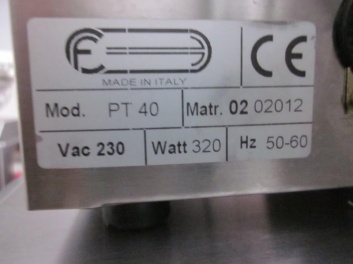 CE
MADE IN ITALY
Mod. PT 40 Matr. 02 02012
Vac 230 Watt 320 Hz 50-60